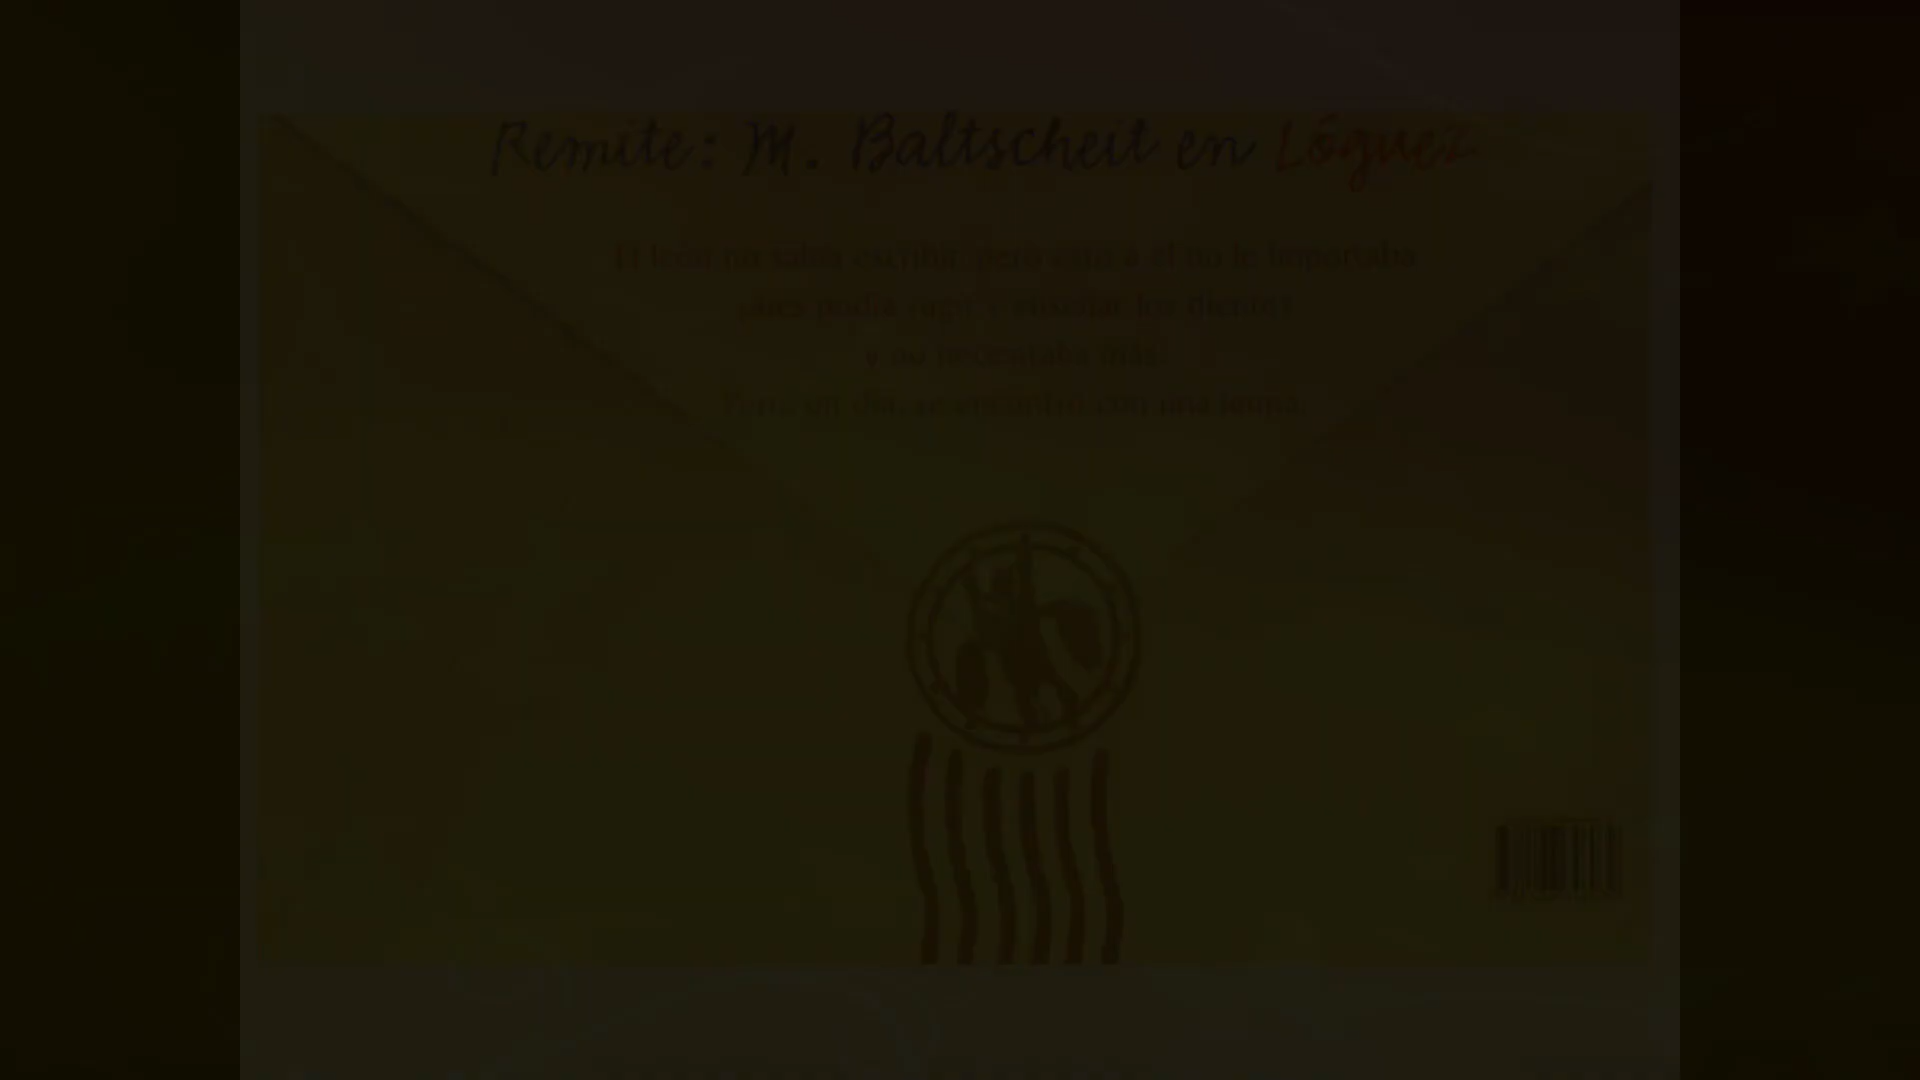 Remite: M. Baltscheit en Lóguez
El león no sabía escribir, pero esto a él no le importaba
pues podía rugir y enseñar los dientes
y no necesitaba más.
Pero, un día, se encontró con una leona.